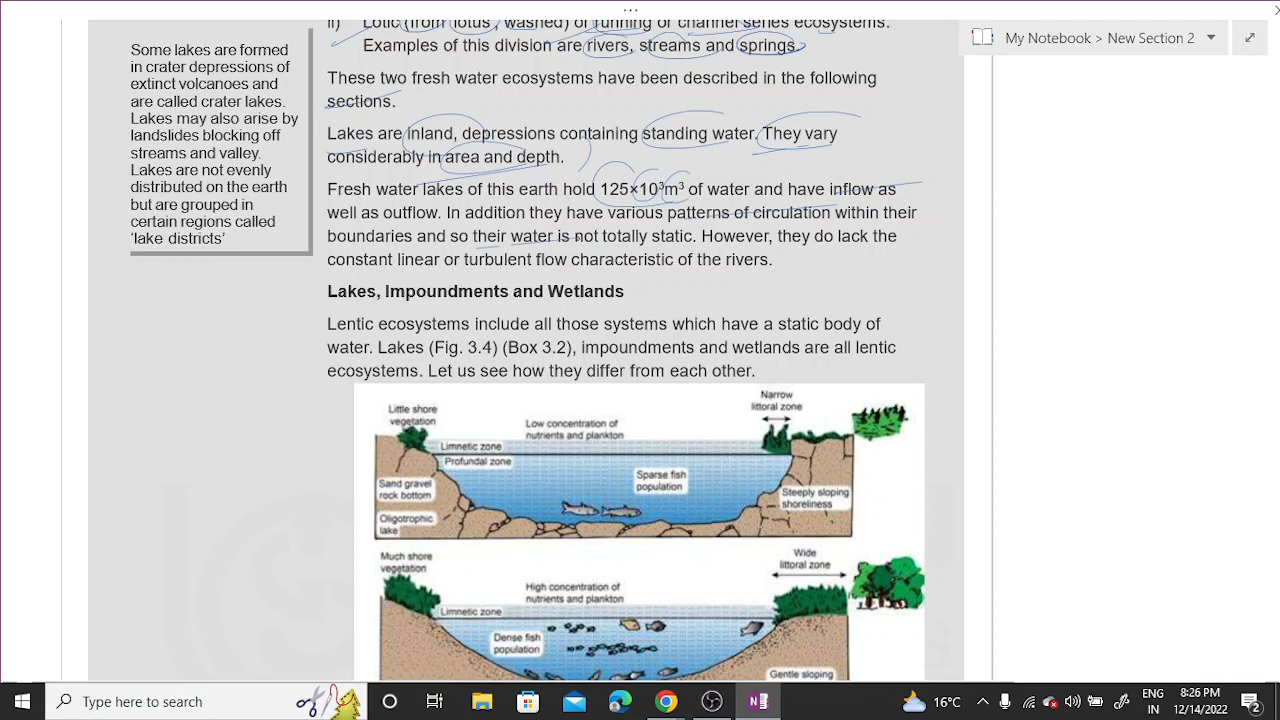 ...
My Notebook > New Section 2
Some lakes are formed
in crater depressions of
extinct volcanoes and
are called crater lakes.
Lakes may also arise by
landslides blocking off
streams and valley.
Lakes are not evenly
distributed on the earth
but are grouped in
certain regions called
‘lake districts’
ii) Lotic (from lotus', washed) or running or channel series ecosystems.
Examples of this division are rivers, streams and springs.
These two fresh water ecosystems have been described in the following
sections.
Lakes are inland, depressions containing standing water. They vary
considerably in area and depth.
Fresh water lakes of this earth hold 125×10³m³ of water and have inflow as
well as outflow. In addition they have various patterns of circulation within their
boundaries and so their water is not totally static. However, they do lack the
constant linear or turbulent flow characteristic of the rivers.
Lakes, Impoundments and Wetlands
Lentic ecosystems include all those systems which have a static body of
water. Lakes (Fig. 3.4) (Box 3.2), impoundments and wetlands are all lentic
ecosystems. Let us see how they differ from each other.
Little shore
vegetation
Low concentration of
nutrients and plankton
Narrow
littoral zone
Limnetic zone
Profundal zone
Sparse fish
population
Sand gravel
rock bottom
Steeply sloping
shoreliness
Oligotrophic
lake
Much shore
vegetation
High concentration of
nutrients and plankton
Wide
littoral zone
Limnetic zone
Dense fish
population
Gentle sloping
Type here to search
16°C
ENG
IN
8:26 PM
12/14/2022
2